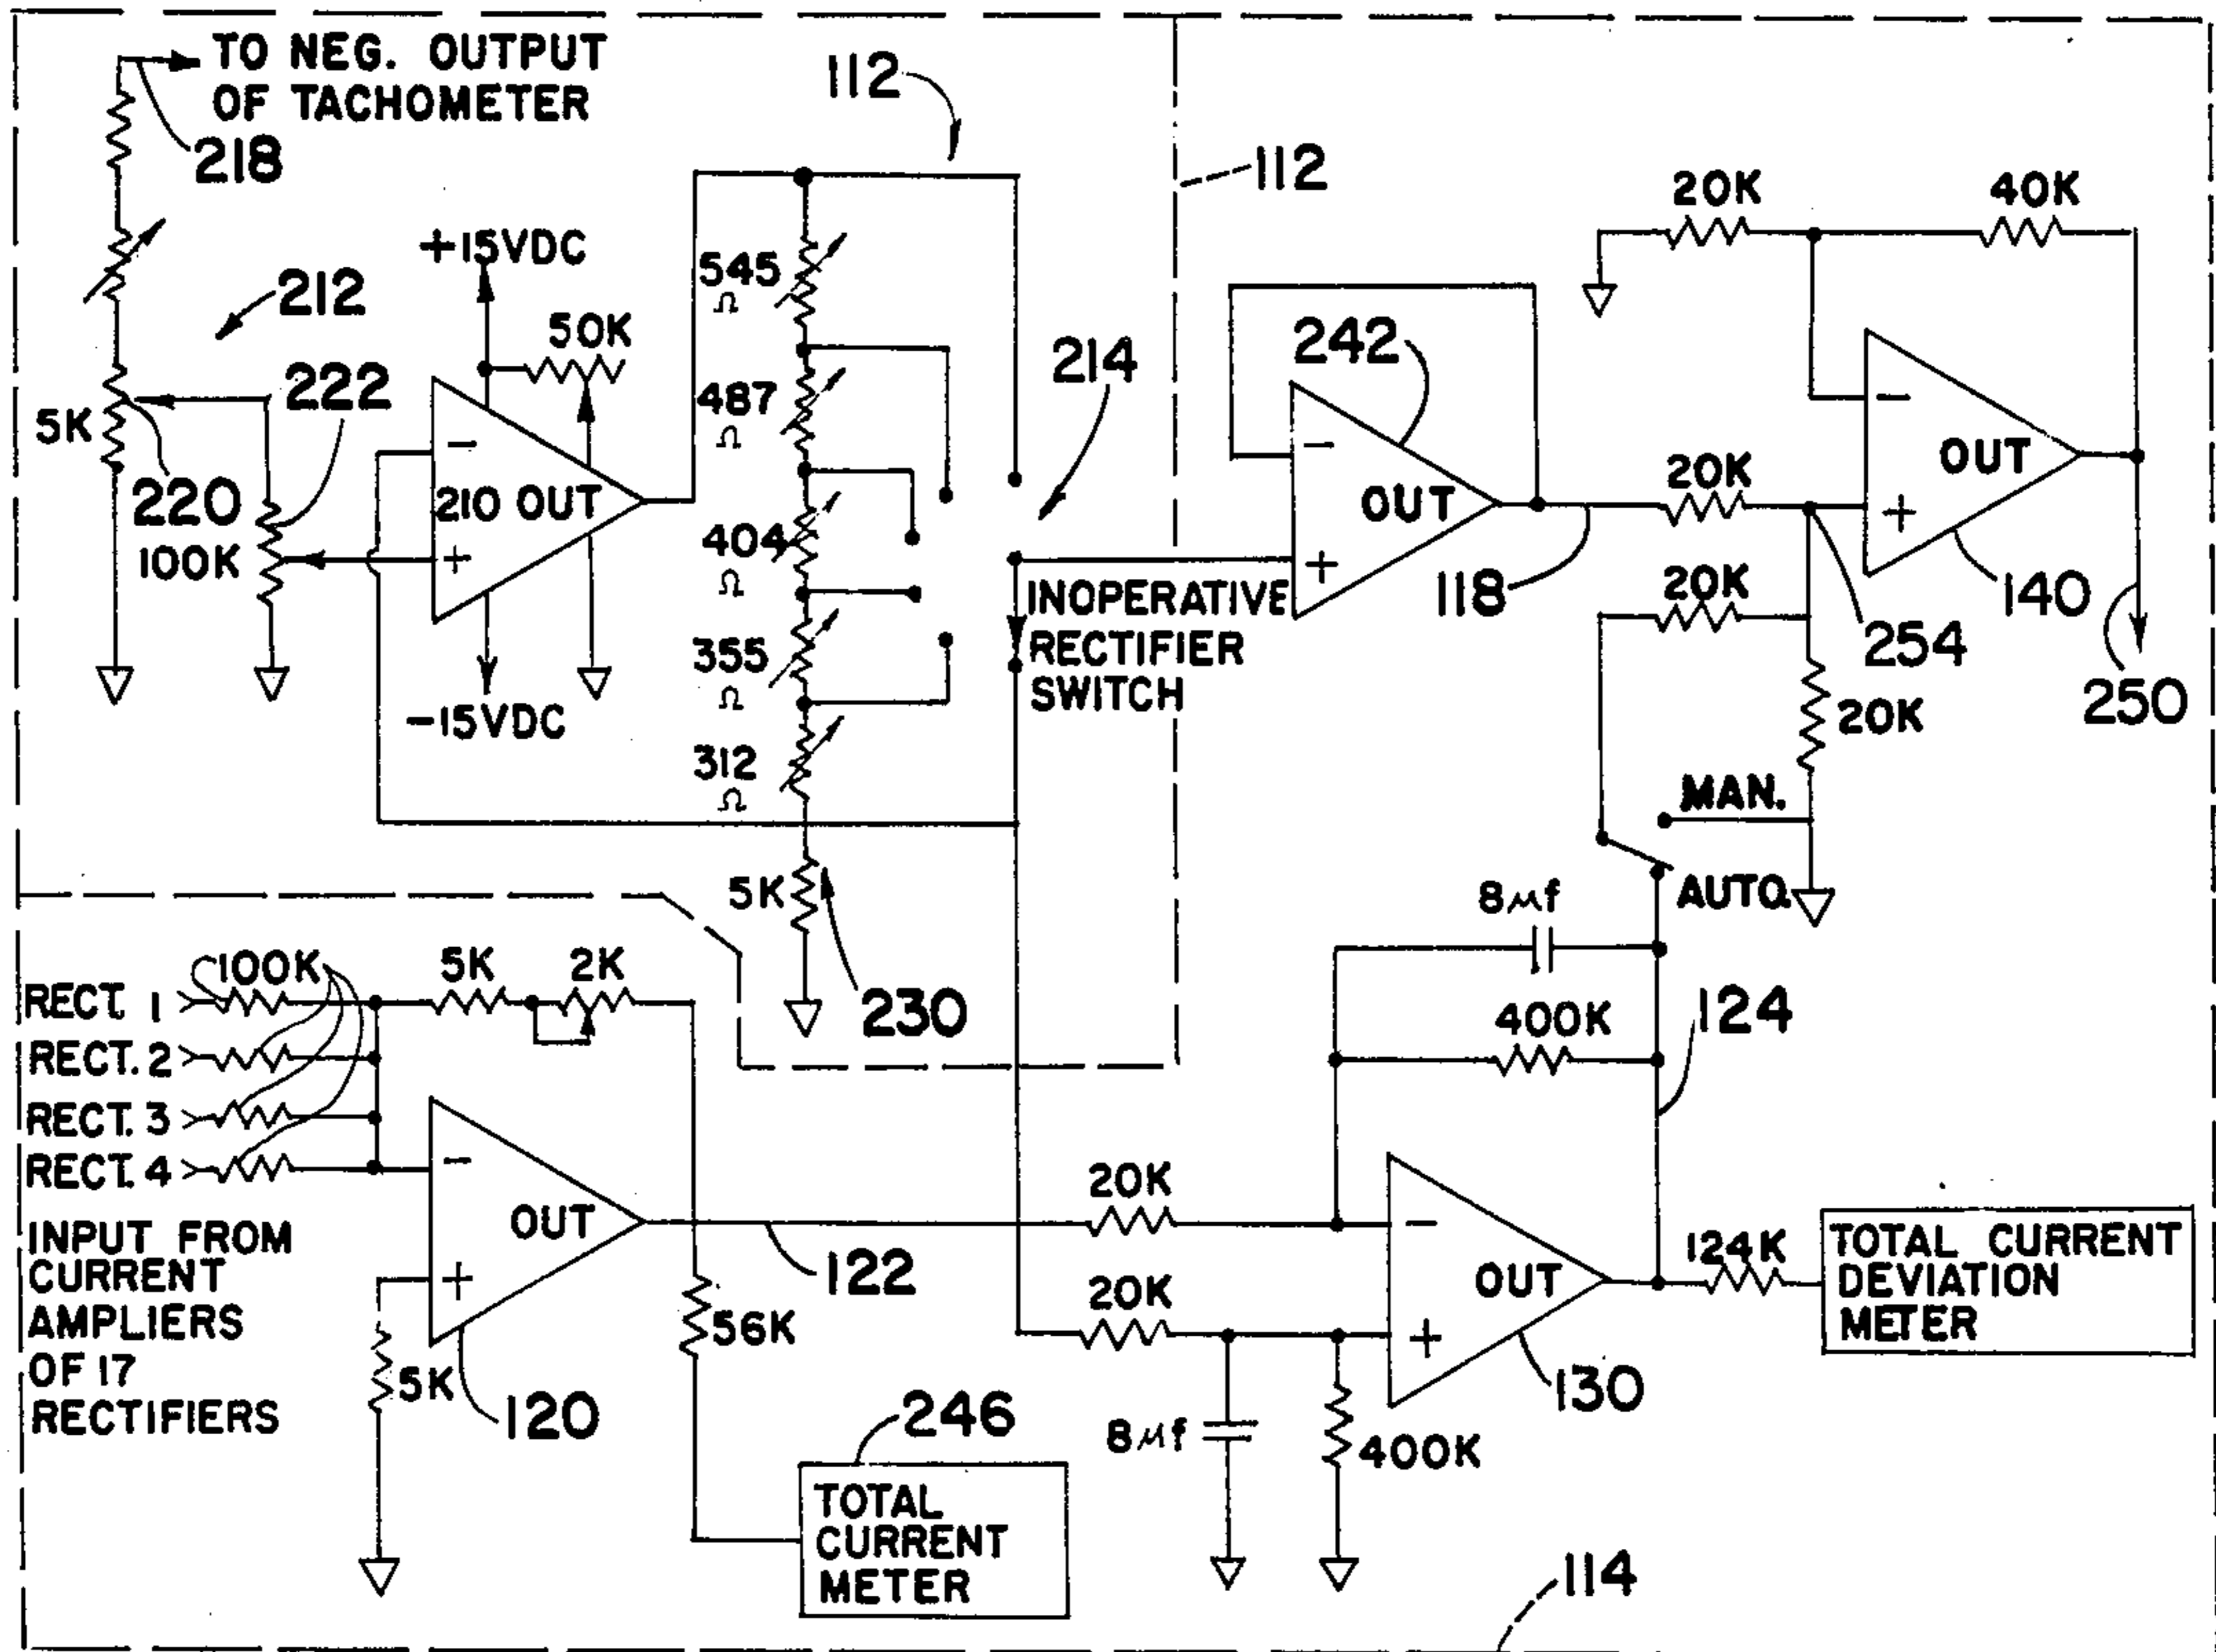 TO NEG. OUTPUT
OF TACHOMETER
218
112
112
212
+15VDC
50K
545
Ω
487
Ω
404
Ω
355
Ω
312
Ω
222
5K
220
100K
210 OUT
-
+
-15VDC
214
INOPERATIVE
RECTIFIER
SWITCH
5K
230
242
-
OUT
+
118
20K
40K
20K
20K
-
OUT
+
140
254
250
20K
MAN.
AUTO.
8μf
400K
124
RECT. 1
RECT. 2
RECT. 3
RECT. 4
100K
5K
2K
INPUT FROM
CURRENT
AMPLIERS
OF 17
RECTIFIERS
-
OUT
+
5K
120
122
56K
246
TOTAL
CURRENT
METER
20K
20K
-
OUT
+
130
8μf
400K
124K
TOTAL CURRENT
DEVIATION
METER
114